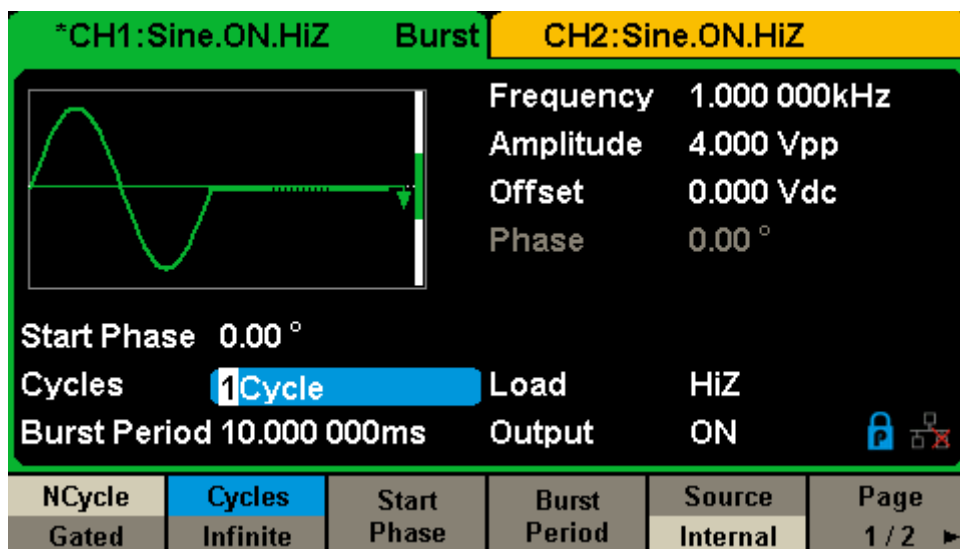 *CH1:Sine.ON.HiZ Burst CH2:Sine.ON.HiZ
Frequency 1.000 000kHz
Amplitude 4.000 Vpp
Offset 0.000 Vdc
Phase 0.00 °
Start Phase 0.00 °
Cycles 1Cycle Load HiZ
Burst Period 10.000 000ms Output ON P
NCycle Cycles Start Burst Source Page
Gated Infinite Phase Period Internal 1 / 2 ►